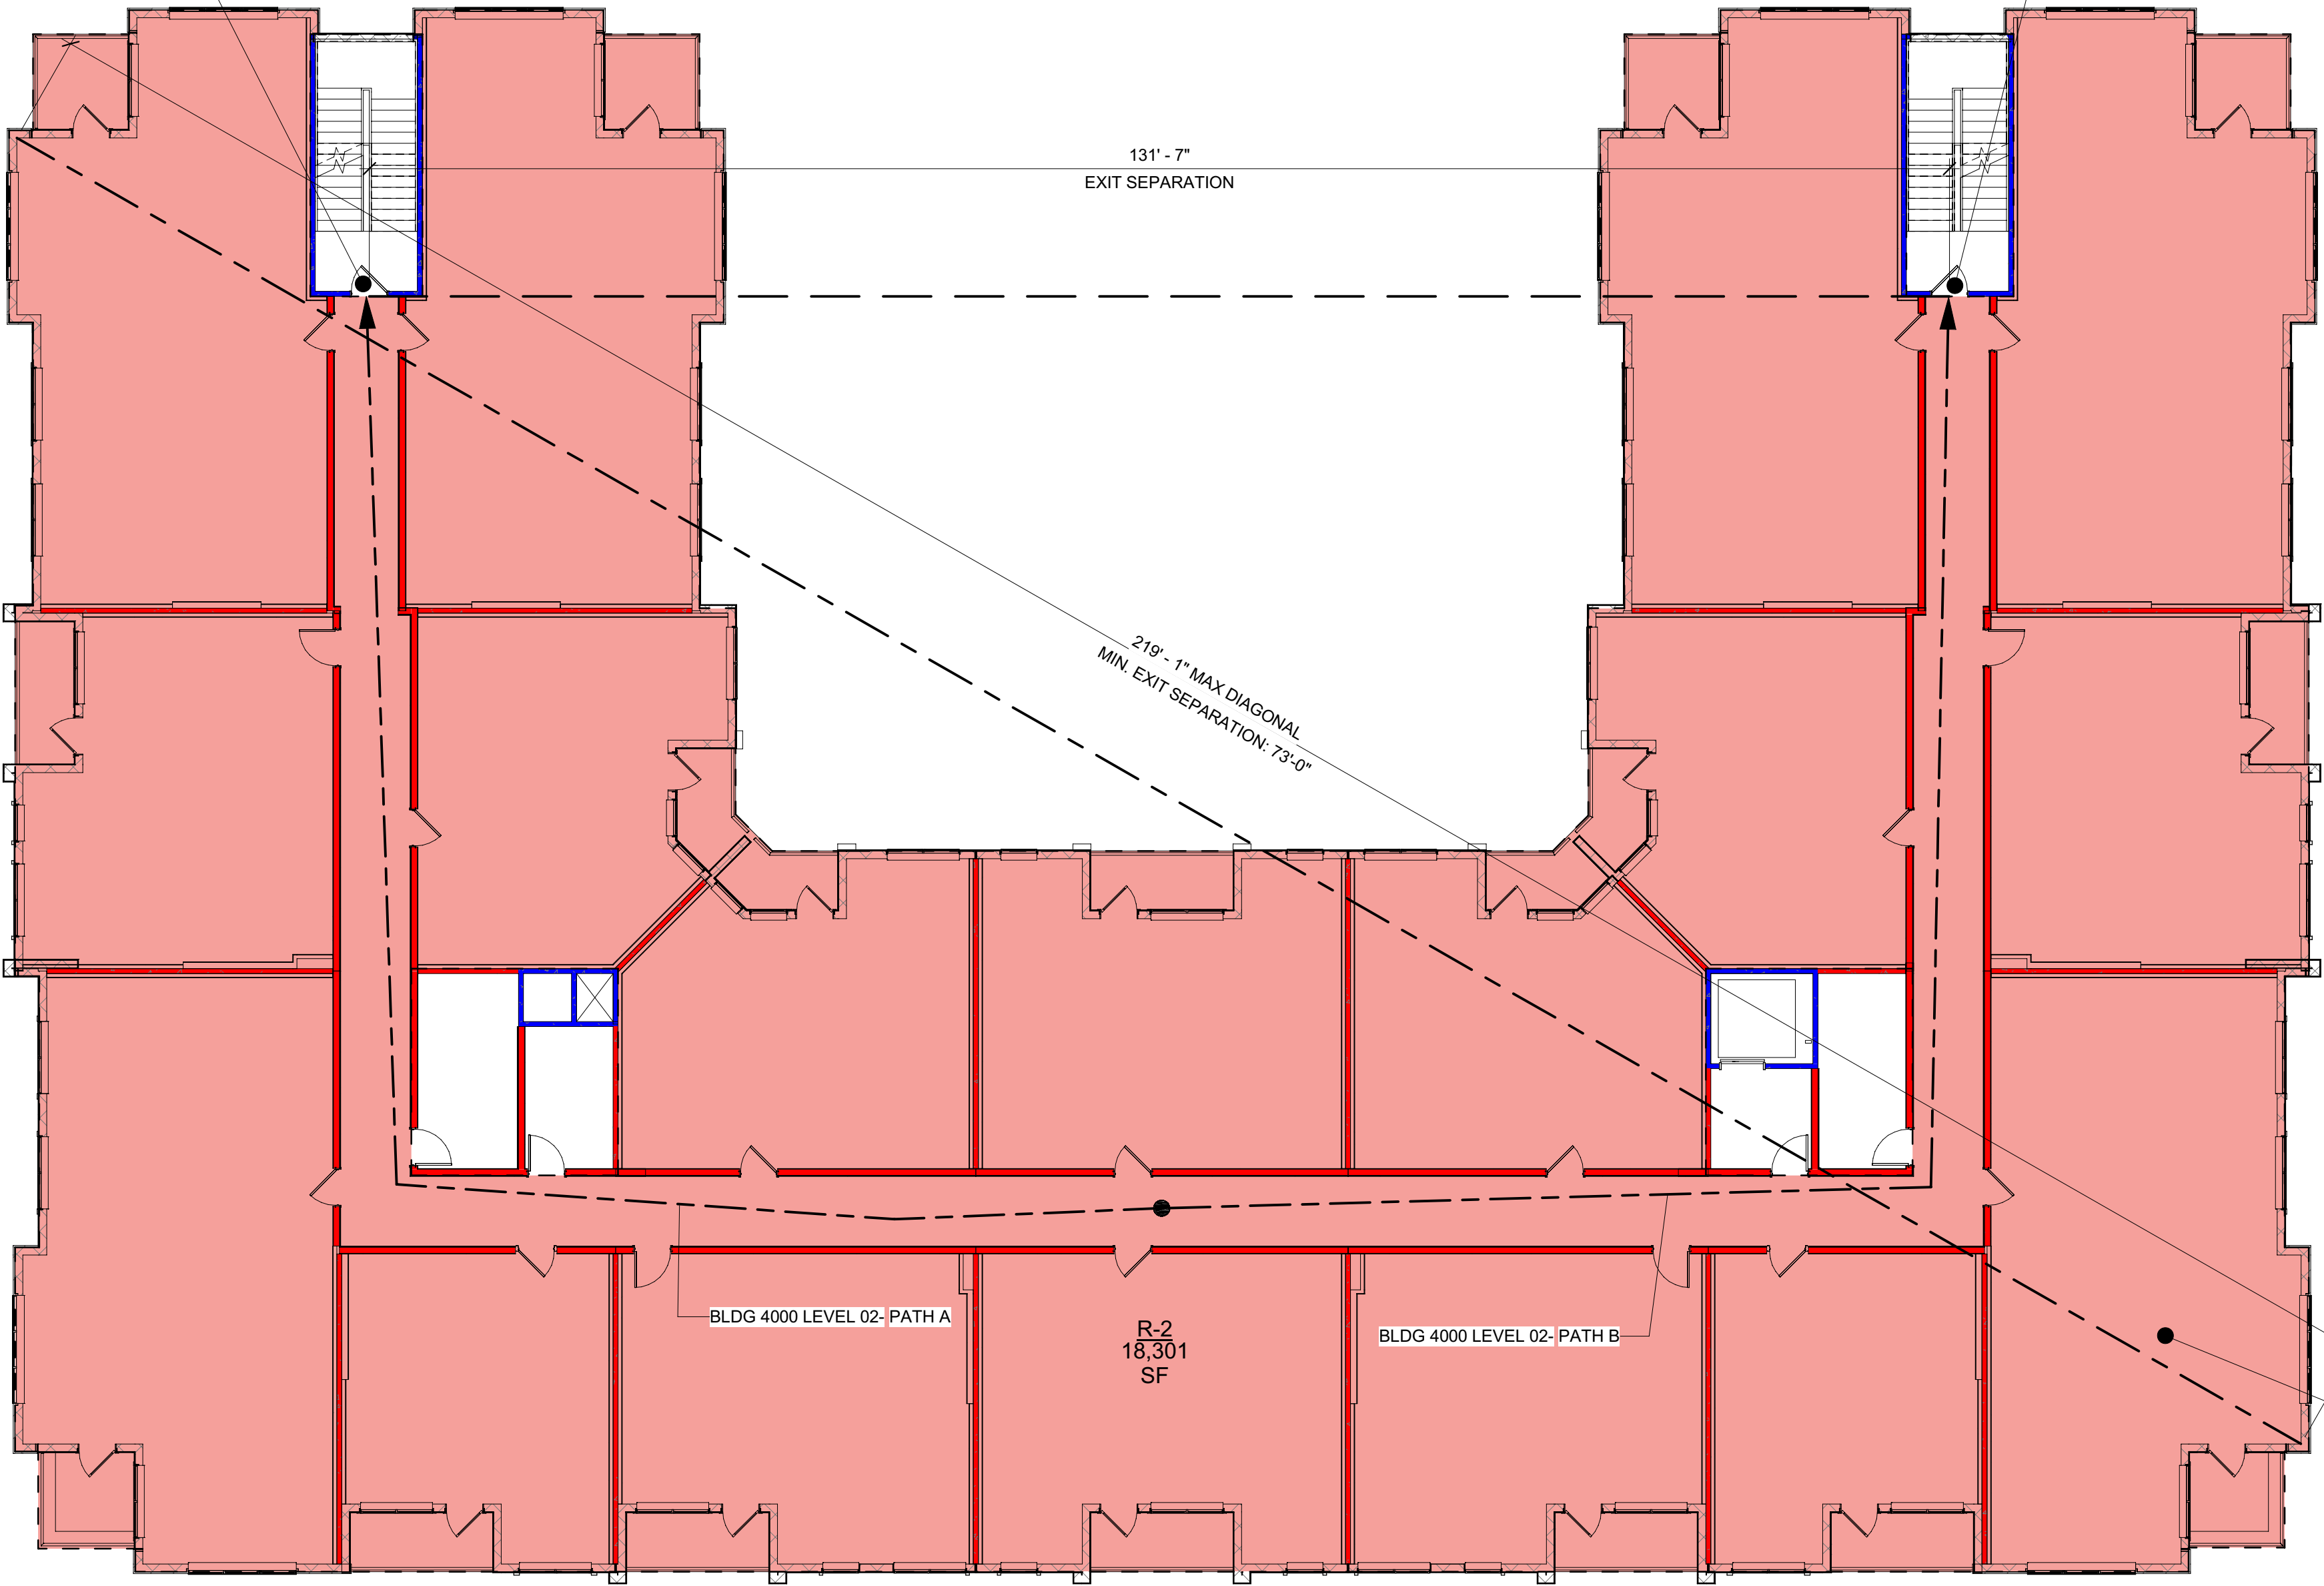 131' - 7"
EXIT SEPARATION
219' - 1" MAX DIAGONAL
MIN. EXIT SEPARATION: 73'-0"
BLDG 4000 LEVEL 02- PATH A
R-2
18,301
SF
BLDG 4000 LEVEL 02- PATH B